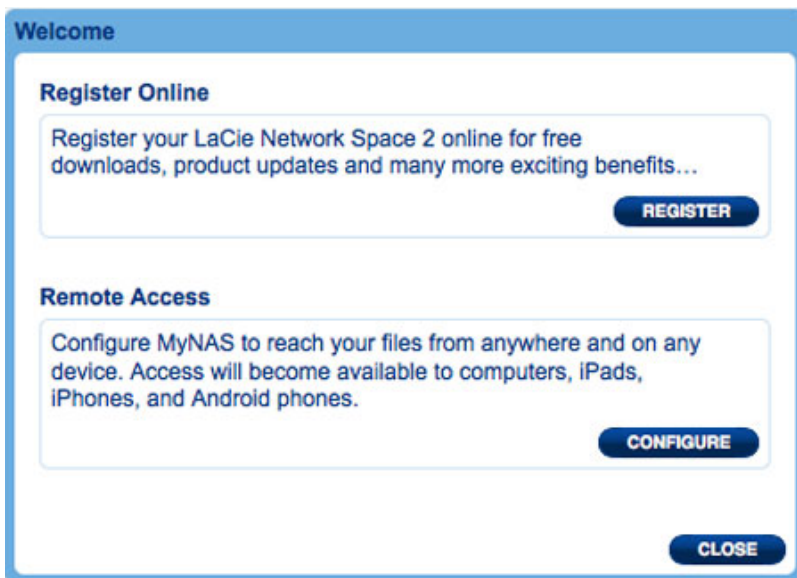 Welcome
Register Online
Register your LaCie Network Space 2 online for free
downloads, product updates and many more exciting benefits...
REGISTER
Remote Access
Configure MyNAS to reach your files from anywhere and on any
device. Access will become available to computers, iPads,
iPhones, and Android phones.
CONFIGURE
CLOSE